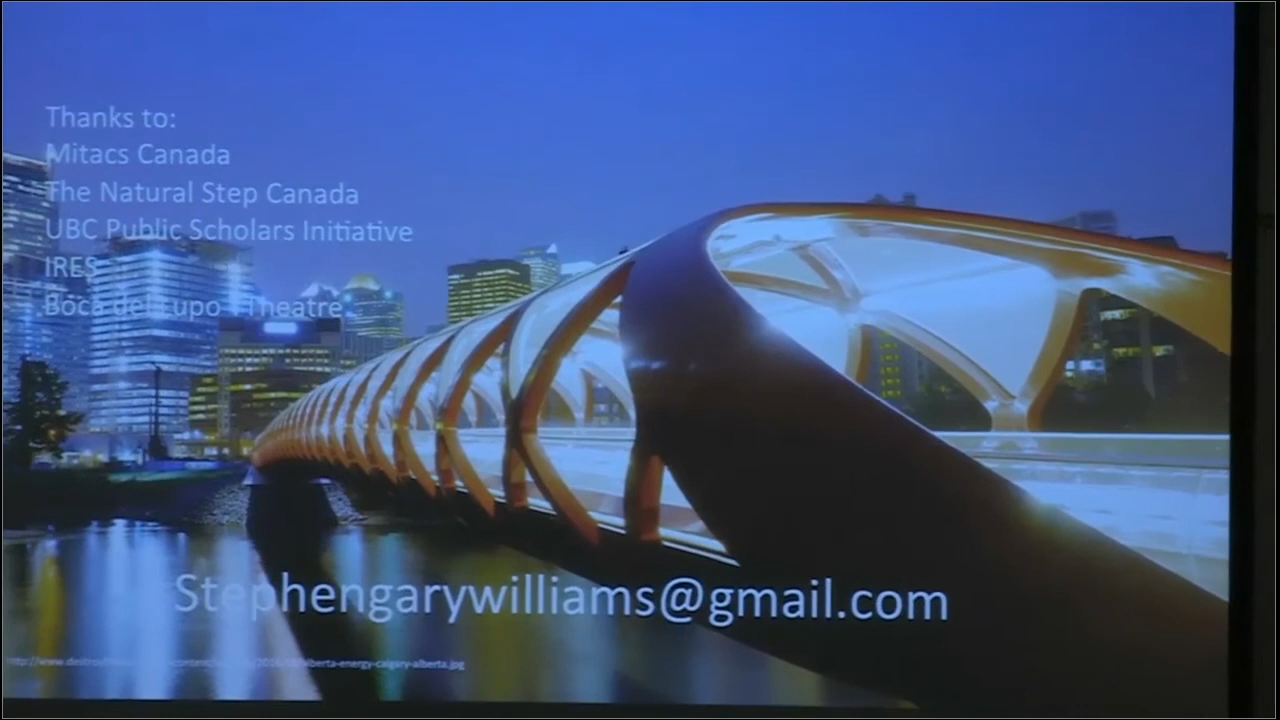 Thanks to:
Mitacs Canada
The Natural Step Canada
UBC Public Scholars Initiative
IRES
Boca del Lupo Theatre
Stephengarywilliams@gmail.com